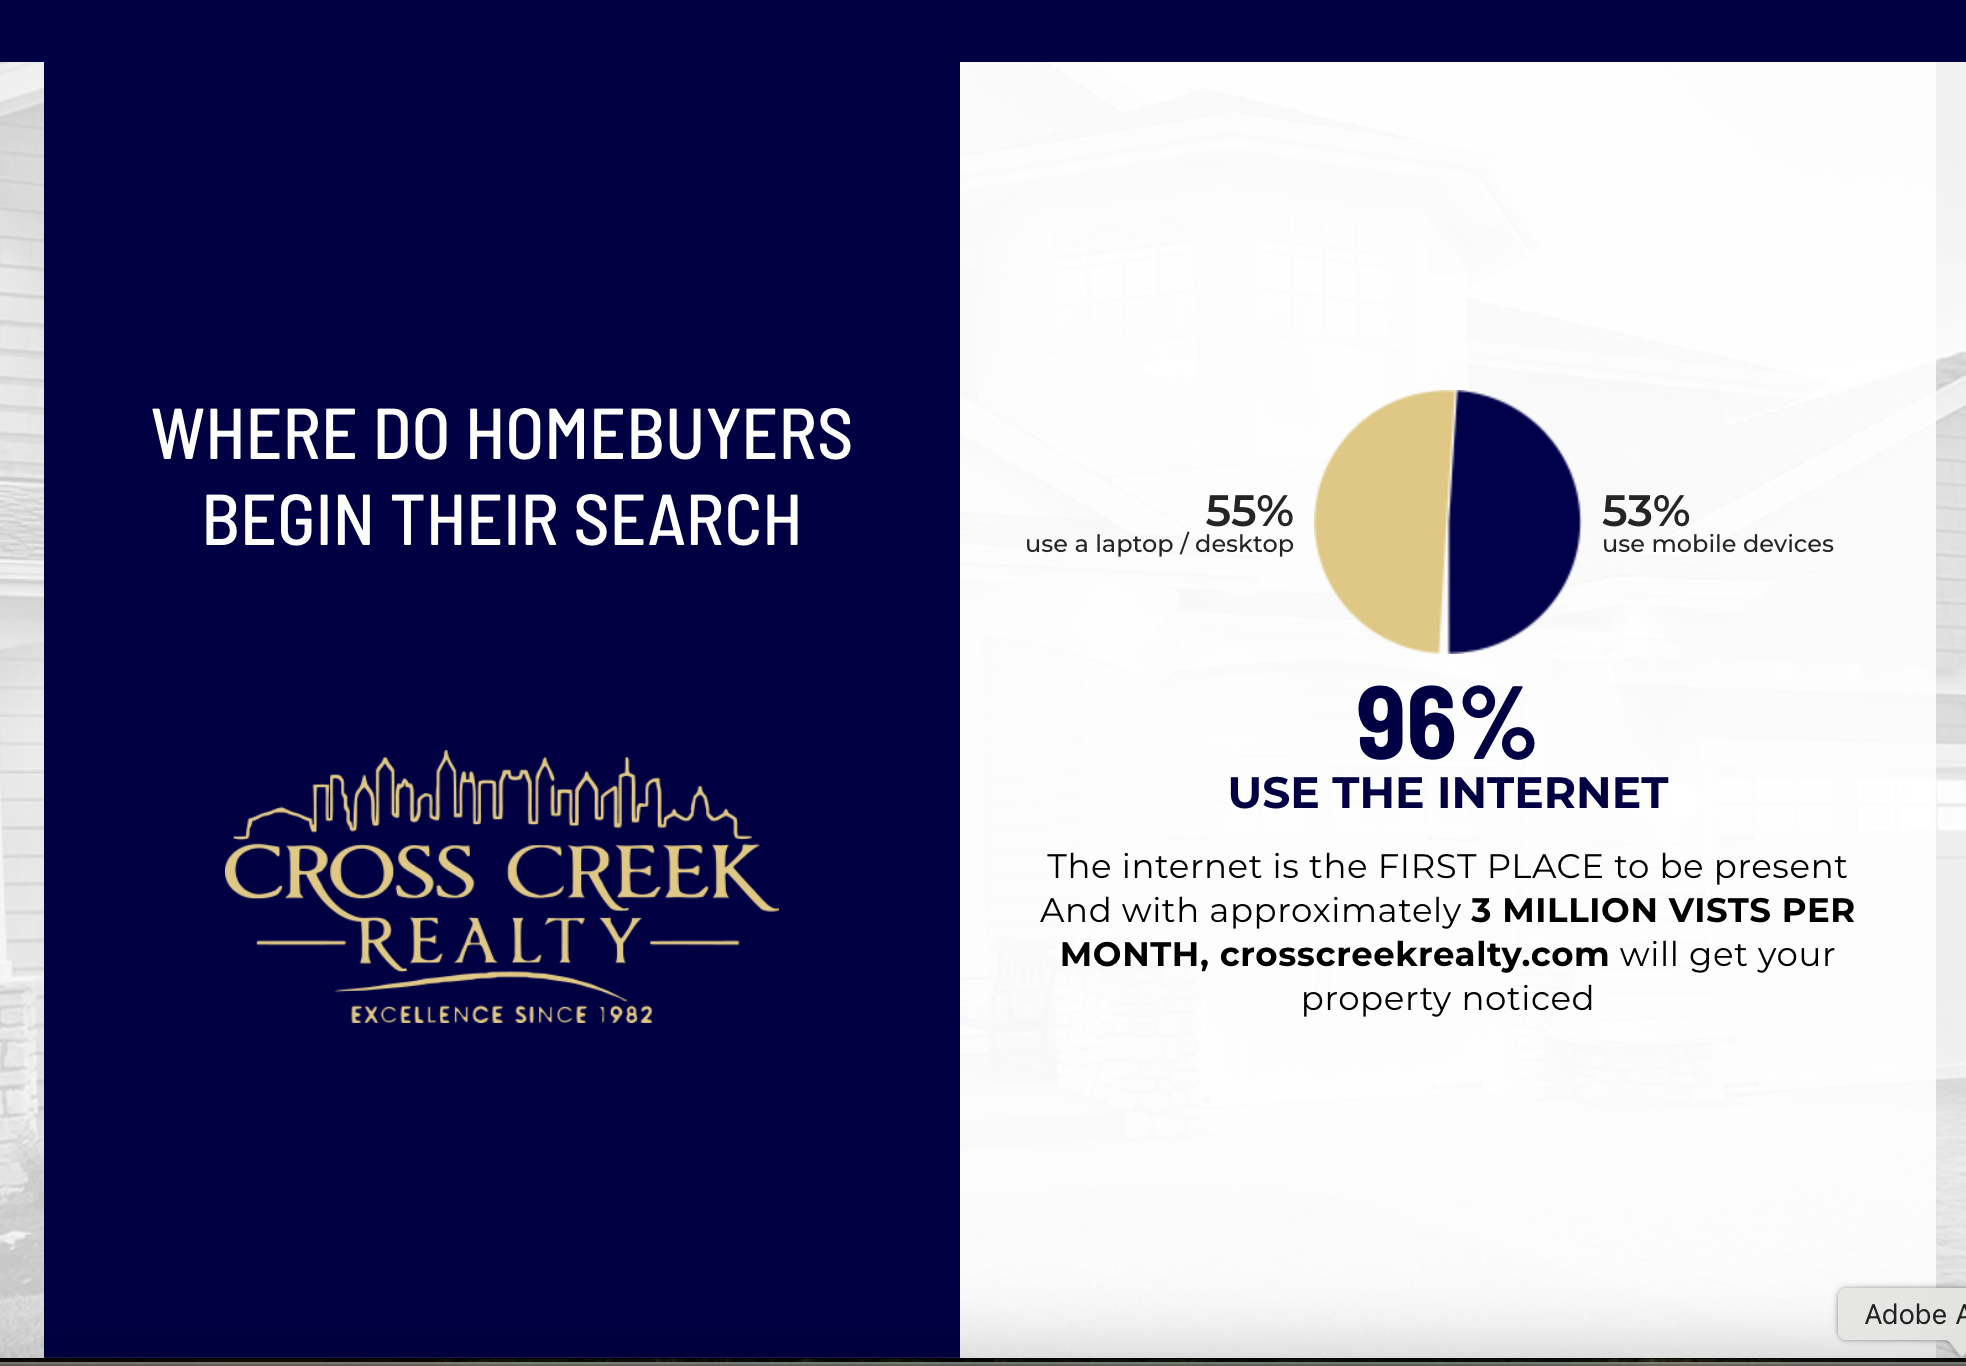 WHERE DO HOMEBUYERS
BEGIN THEIR SEARCH
CROSS CREEK
REALTY
EXCELLENCE SINCE 1982
55%
use a laptop / desktop
53%
use mobile devices
96%
USE THE INTERNET
The internet is the FIRST PLACE to be present
And with approximately 3 MILLION VISTS PER
MONTH, crosscreekrealty.com will get your
property noticed
Adobe A